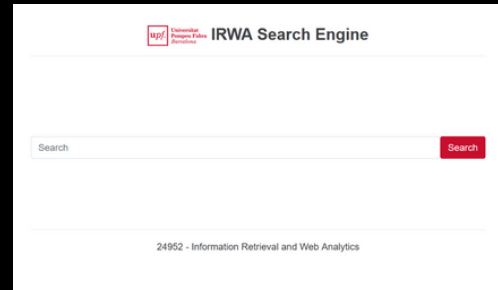 upf. Universitat Pompeu Fabra Barcelona IRWA Search Engine
Search Search
24952 - Information Retrieval and Web Analytics